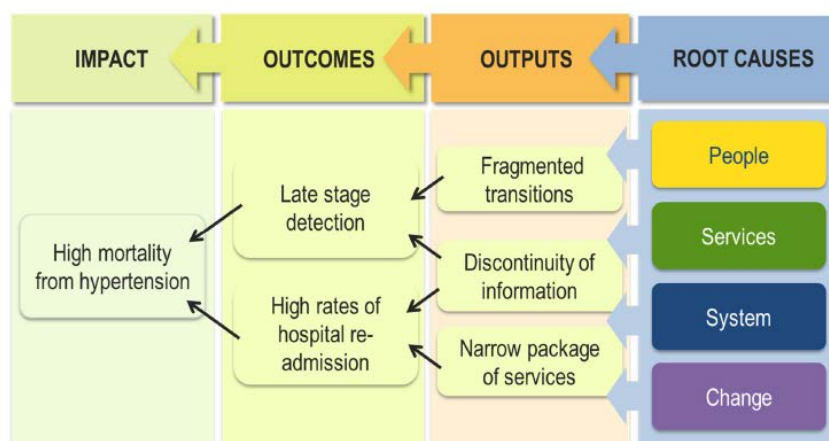 IMPACT
OUTCOMES
OUTPUTS
ROOT CAUSES
High mortality
from hypertension
Late stage
detection
High rates of
hospital re-
admission
Fragmented
transitions
Discontinuity of
information
Narrow package
of services
People
Services
System
Change